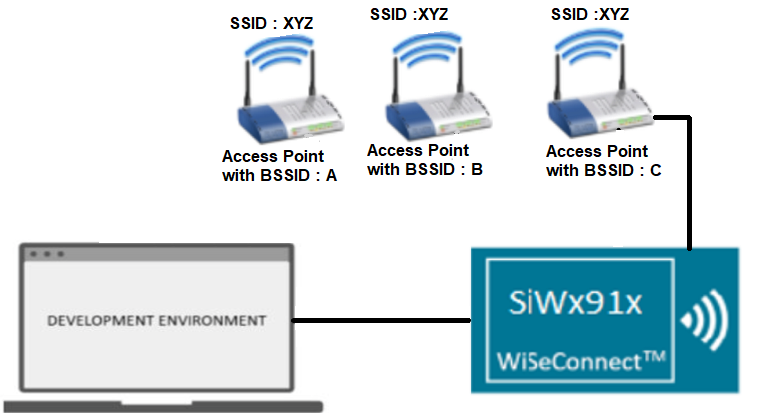 SSID : XYZ
SSID :XYZ
SSID :XYZ
Access Point
with BSSID : A
Access Point
with BSSID : B
Access Point
with BSSID : C
DEVELOPMENT ENVIRONMENT
SiWx91x
WiSeConnect™